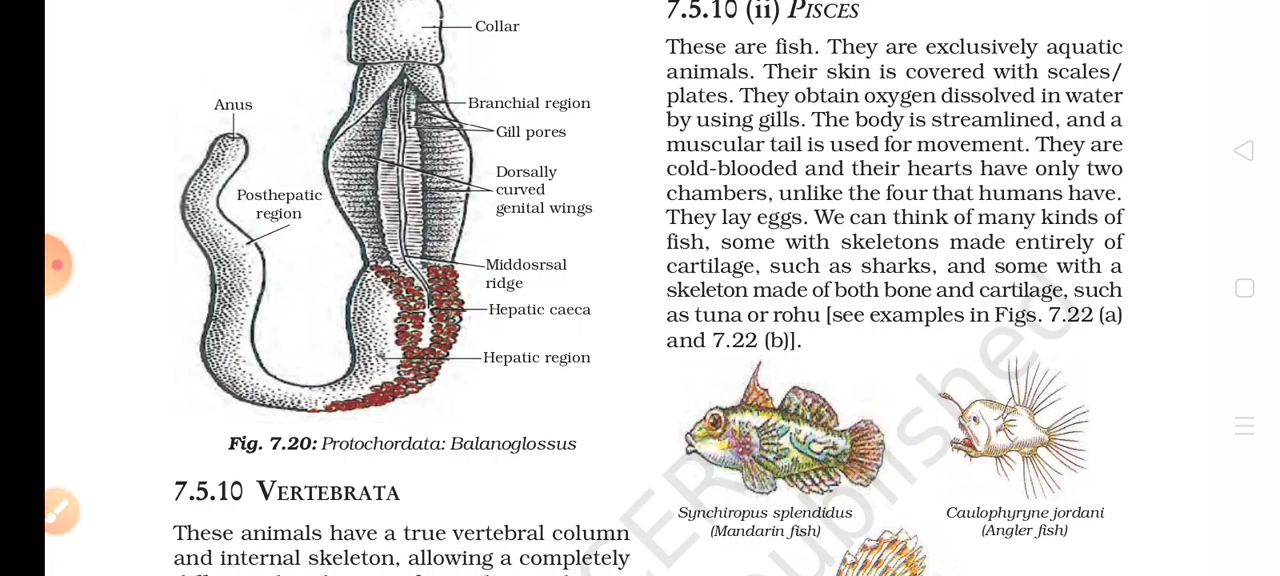 Collar
Anus
Branchial region
Gill pores
Dorsally
curved
genital wings
Posthepatic
region
Middosrsal
ridge
Hepatic caeca
Hepatic region
Fig. 7.20: Protochordata: Balanoglossus
7.5.10 VERTEBRATA
These animals have a true vertebral column
and internal skeleton, allowing a completely
7.5.10 (ii) PISCES
These are fish. They are exclusively aquatic
animals. Their skin is covered with scales/
plates. They obtain oxygen dissolved in water
by using gills. The body is streamlined, and a
muscular tail is used for movement. They are
cold-blooded and their hearts have only two
chambers, unlike the four that humans have.
They lay eggs. We can think of many kinds of
fish, some with skeletons made entirely of
cartilage, such as sharks, and some with a
skeleton made of both bone and cartilage, such
as tuna or rohu [see examples in Figs. 7.22 (a)
and 7.22 (b)].
Synchiropus splendidus
(Mandarin fish)
Caulophyryne jordani
(Angler fish)